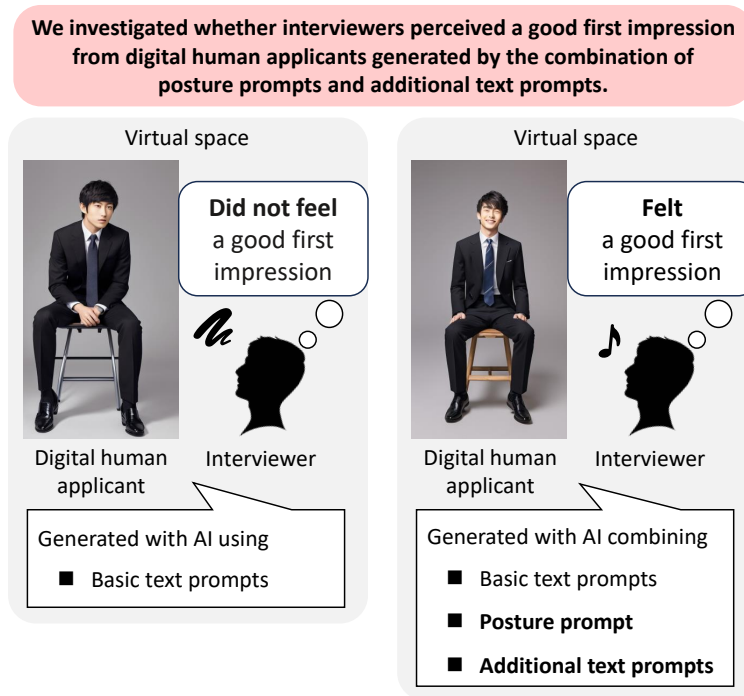 We investigated whether interviewers perceived a good first impression
from digital human applicants generated by the combination of
posture prompts and additional text prompts.
Virtual space
Did not feel
a good first
impression
Digital human
applicant
Interviewer
Generated with AI using
■ Basic text prompts
Virtual space
Felt
a good first
impression
Digital human
applicant
Interviewer
Generated with AI combining
■ Basic text prompts
■ Posture prompt
■ Additional text prompts